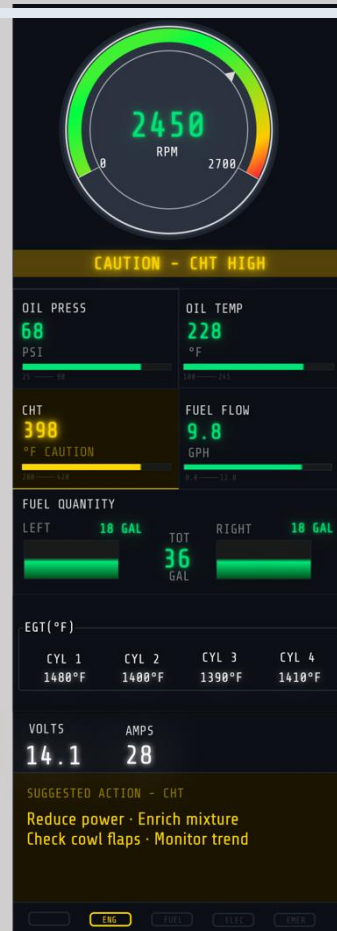 2450
RPM
0 2700
CAUTION - CHT HIGH
OIL PRESS OIL TEMP
68 228
PSI °F
CHT FUEL FLOW
398 9.8
°F CAUTION GPH
FUEL QUANTITY
LEFT 18 GAL TOT RIGHT 18 GAL
36
GAL
EGT(°F)
CYL 1 CYL 2 CYL 3 CYL 4
1480°F 1400°F 1390°F 1410°F
VOLTS AMPS
14.1 28
SUGGESTED ACTION - CHT
Reduce power · Enrich mixture
Check cowl flaps · Monitor trend
ENG FUEL ELEC EMER